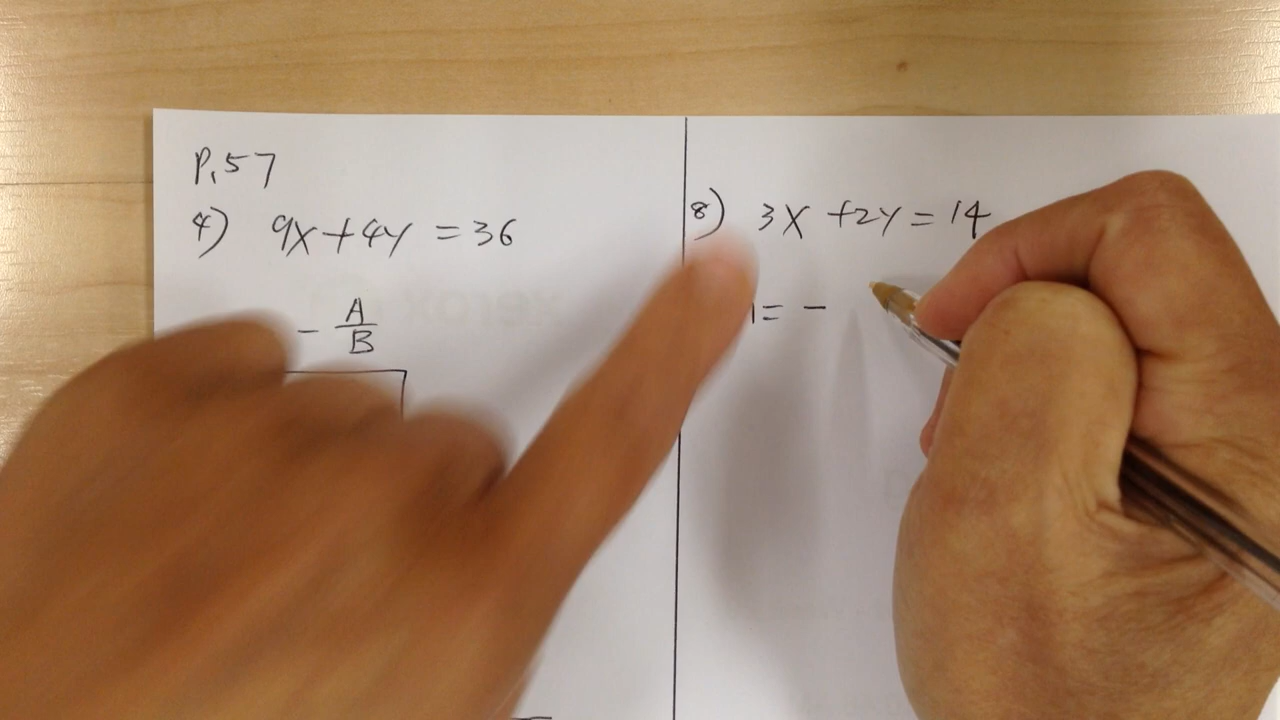 P.57
4) 9x+4y = 36
- A/B
8) 3x +2y = 14
= -